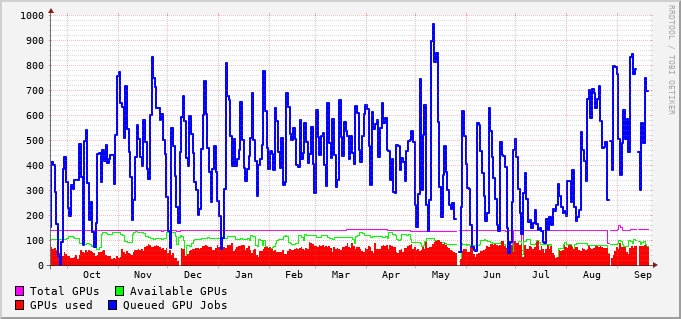 1000
900
800
700
600
500
400
300
200
100
0
Oct Nov Dec Jan Feb Mar Apr May Jun Jul Aug Sep
Total GPUs Available GPUs
GPUs used Queued GPU Jobs
RRDTOOL / TOBI OETIKER